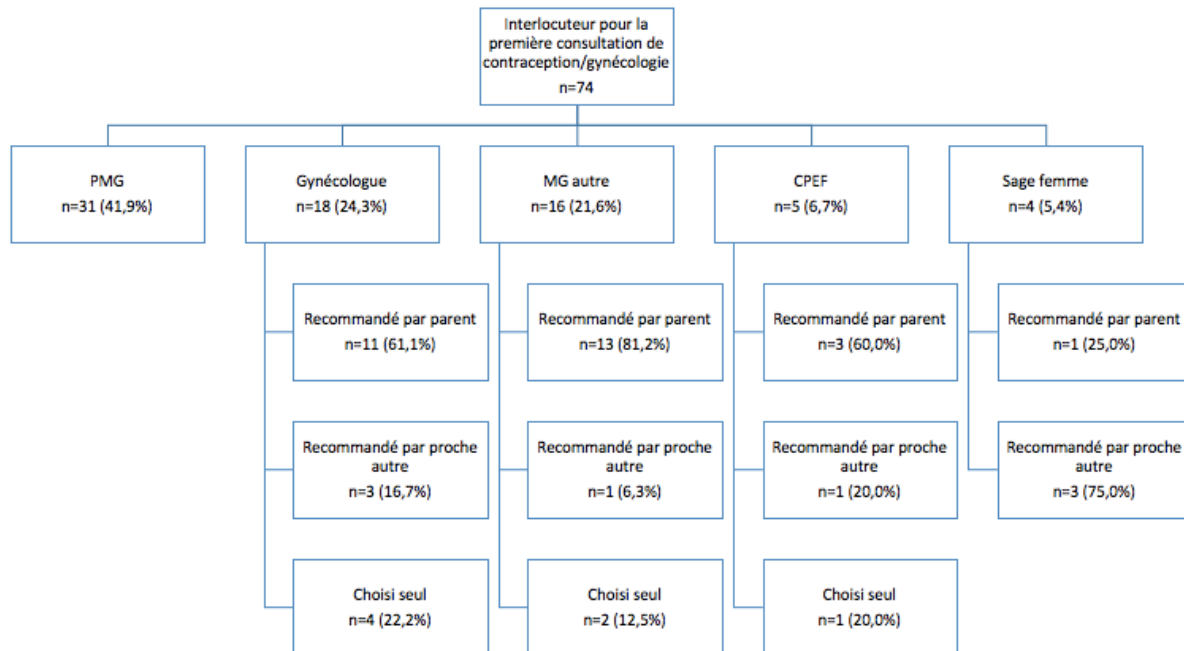 Interlocuteur pour la
première consultation de
contraception/gynécologie
n=74
PMG
n=31 (41,9%)
Gynécologue
n=18 (24,3%)
MG autre
n=16 (21,6%)
CPEF
n=5 (6,7%)
Sage femme
n=4 (5,4%)
Recommandé par parent
n=11 (61,1%)
Recommandé par parent
n=13 (81,2%)
Recommandé par parent
n=3 (60,0%)
Recommandé par parent
n=1 (25,0%)
Recommandé par proche
autre
n=3 (16,7%)
Recommandé par proche
autre
n=1 (6,3%)
Recommandé par proche
autre
n=1 (20,0%)
Recommandé par proche
autre
n=3 (75,0%)
Choisi seul
n=4 (22,2%)
Choisi seul
n=2 (12,5%)
Choisi seul
n=1 (20,0%)